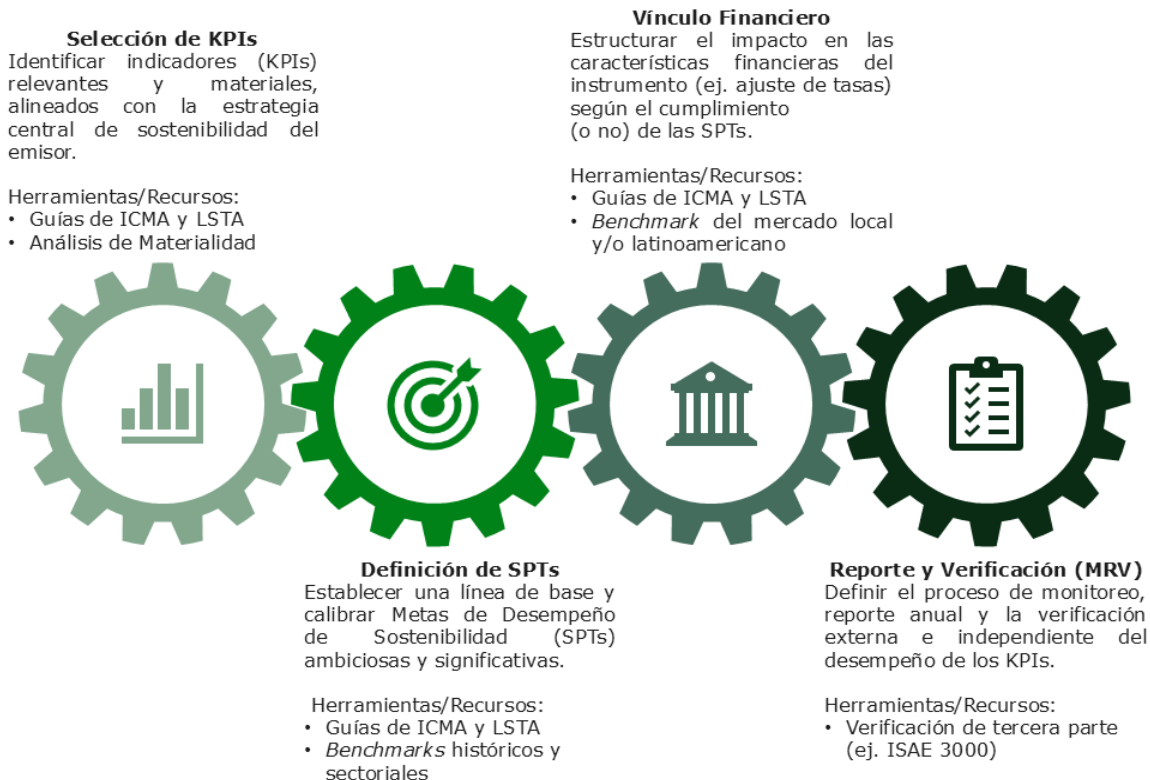 Selección de KPIs
Identificar indicadores (KPIs)
relevantes y materiales,
alineados con la estrategia
central de sostenibilidad del
emisor.
Herramientas/Recursos:
• Guías de ICMA y LSTA
• Análisis de Materialidad
Vínculo Financiero
Estructurar el impacto en las
características financieras del
instrumento (ej. ajuste de tasas)
según el cumplimiento
(o no) de las SPTs.
Herramientas/Recursos:
• Guías de ICMA y LSTA
• Benchmark del mercado local
y/o latinoamericano
Definición de SPTs
Establecer una línea de base y
calibrar Metas de Desempeño
de Sostenibilidad (SPTs)
ambiciosas y significativas.
Herramientas/Recursos:
• Guías de ICMA y LSTA
• Benchmarks históricos y
sectoriales
Reporte y Verificación (MRV)
Definir el proceso de monitoreo,
reporte anual y la verificación
externa e independiente del
desempeño de los KPIs.
Herramientas/Recursos:
• Verificación de tercera parte
(ej. ISAE 3000)